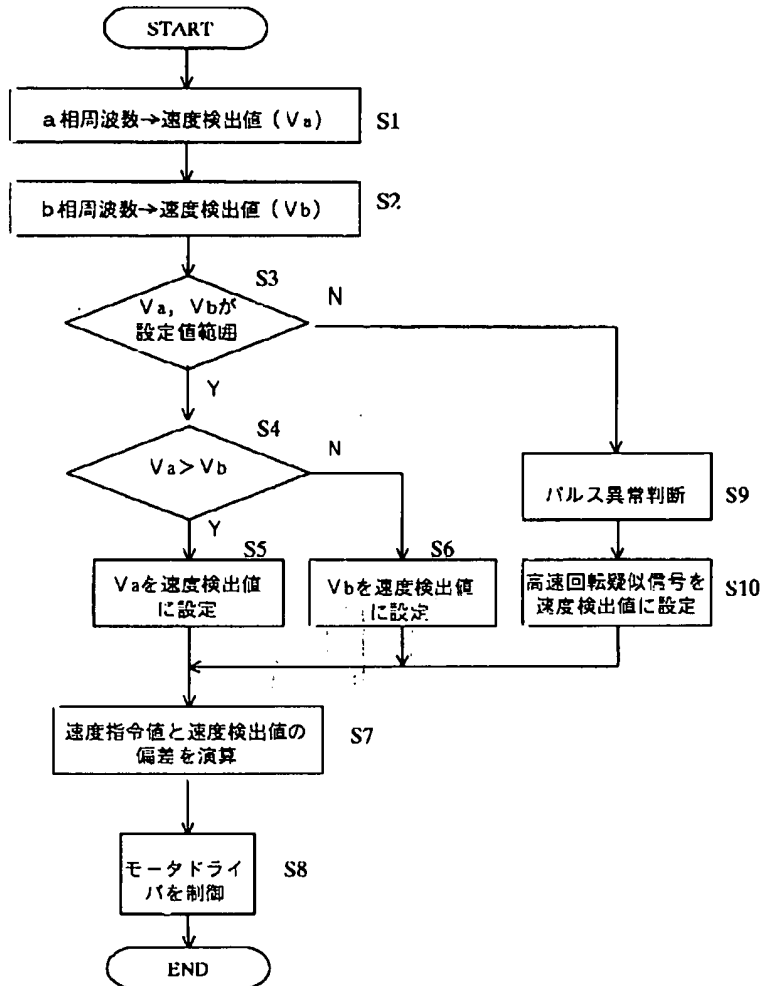 START
a相周波数→速度検出値（Va）
S1
b相周波数→速度検出値（Vb）
S2
S3
Va，Vbが
設定値範囲
N
Y
S4
Va＞Vb
N
Y
S5
Vaを速度検出値
に設定
S6
Vbを速度検出値
に設定
パルス異常判断
S9
高速回転疑似信号を
速度検出値に設定
S10
速度指令値と速度検出値の
偏差を演算
S7
モータドライ
バを制御
S8
END